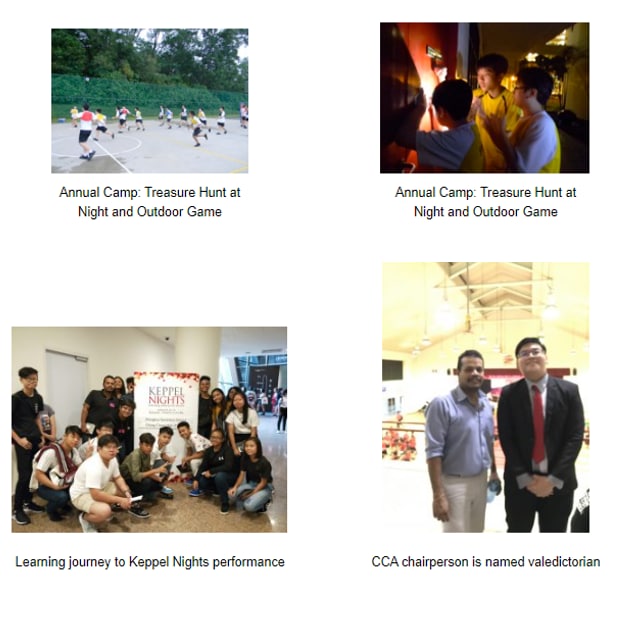 Annual Camp: Treasure Hunt at
Night and Outdoor Game
Annual Camp: Treasure Hunt at
Night and Outdoor Game
KEPPEL
NIGHTS
Learning journey to Keppel Nights performance
CCA chairperson is named valedictorian